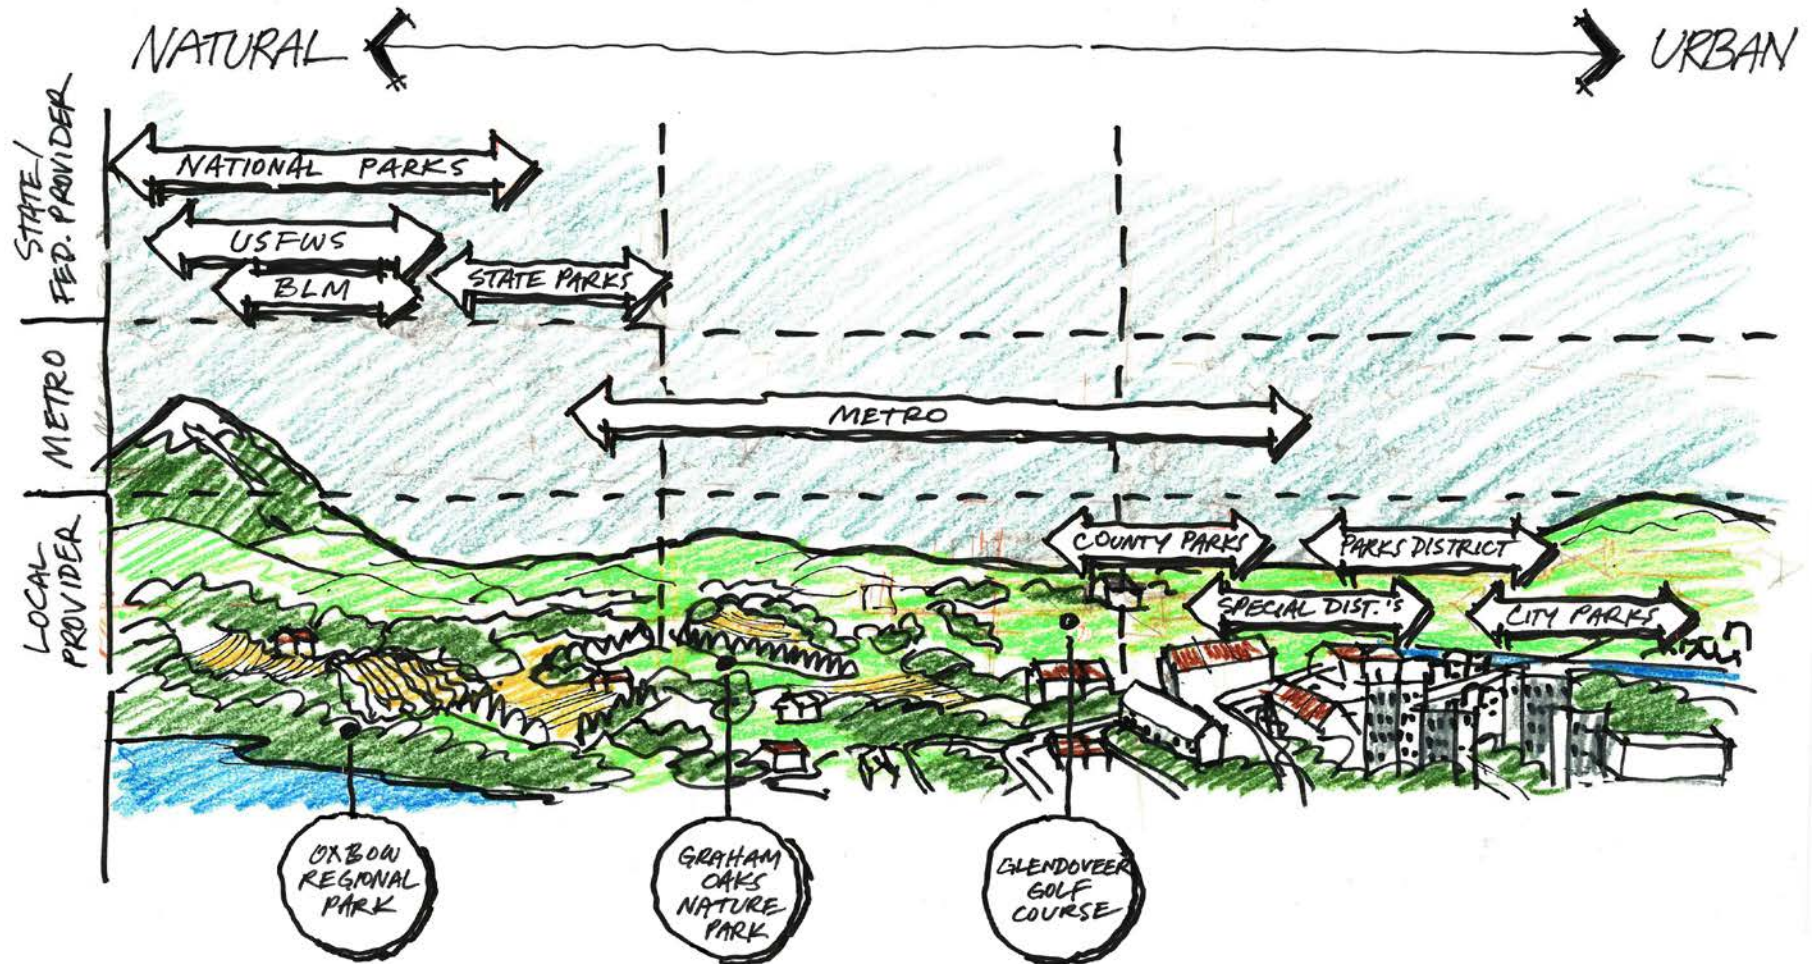 NATURAL
URBAN
STATE/
FED. PROVIDER
NATIONAL PARKS
USFWS
BLM
STATE PARKS
METRO
METRO
LOCAL
PROVIDER
COUNTY PARKS
PARKS DISTRICT
SPECIAL DIST.'S
CITY PARKS
OXBOW
REGIONAL
PARK
GRAHAM
OAKS
NATURE
PARK
GLENDOVEER
GOLF
COURSE